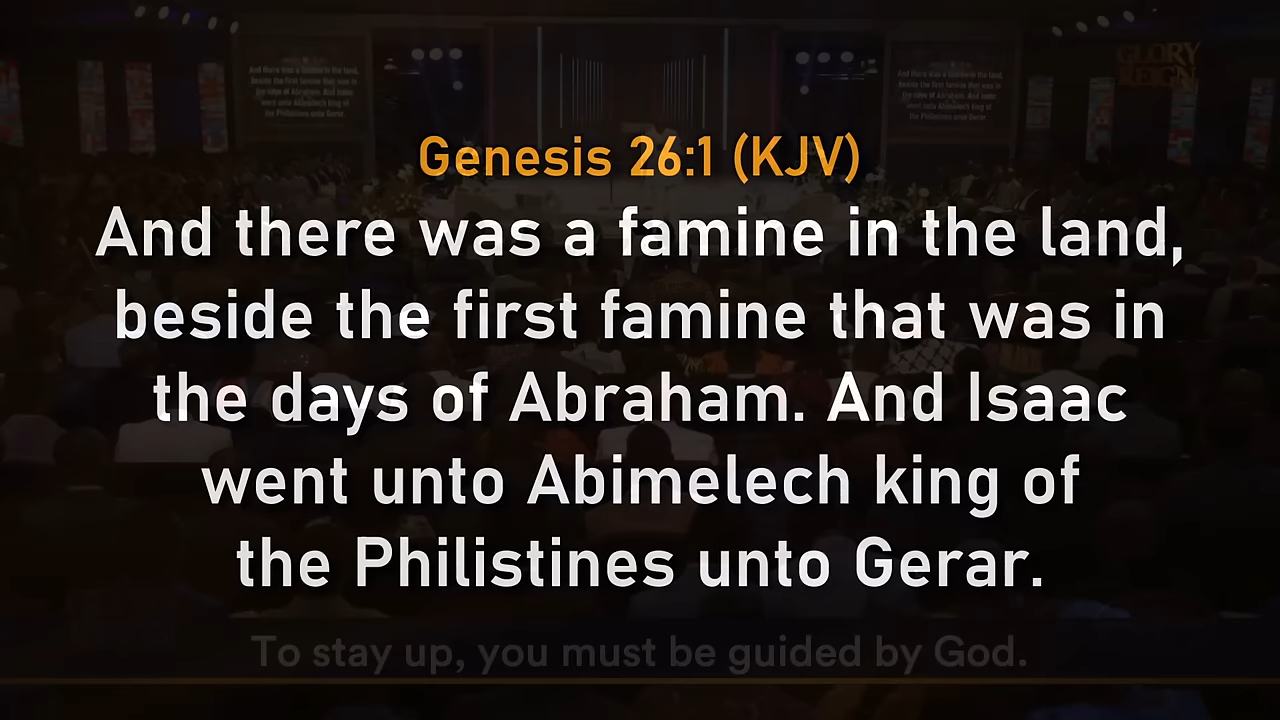 GLORY
REIGN
Genesis 26:1 (KJV)
And there was a famine in the land,
beside the first famine that was in
the days of Abraham. And Isaac
went unto Abimelech king of
the Philistines unto Gerar.
To stay up, you must be guided by God.